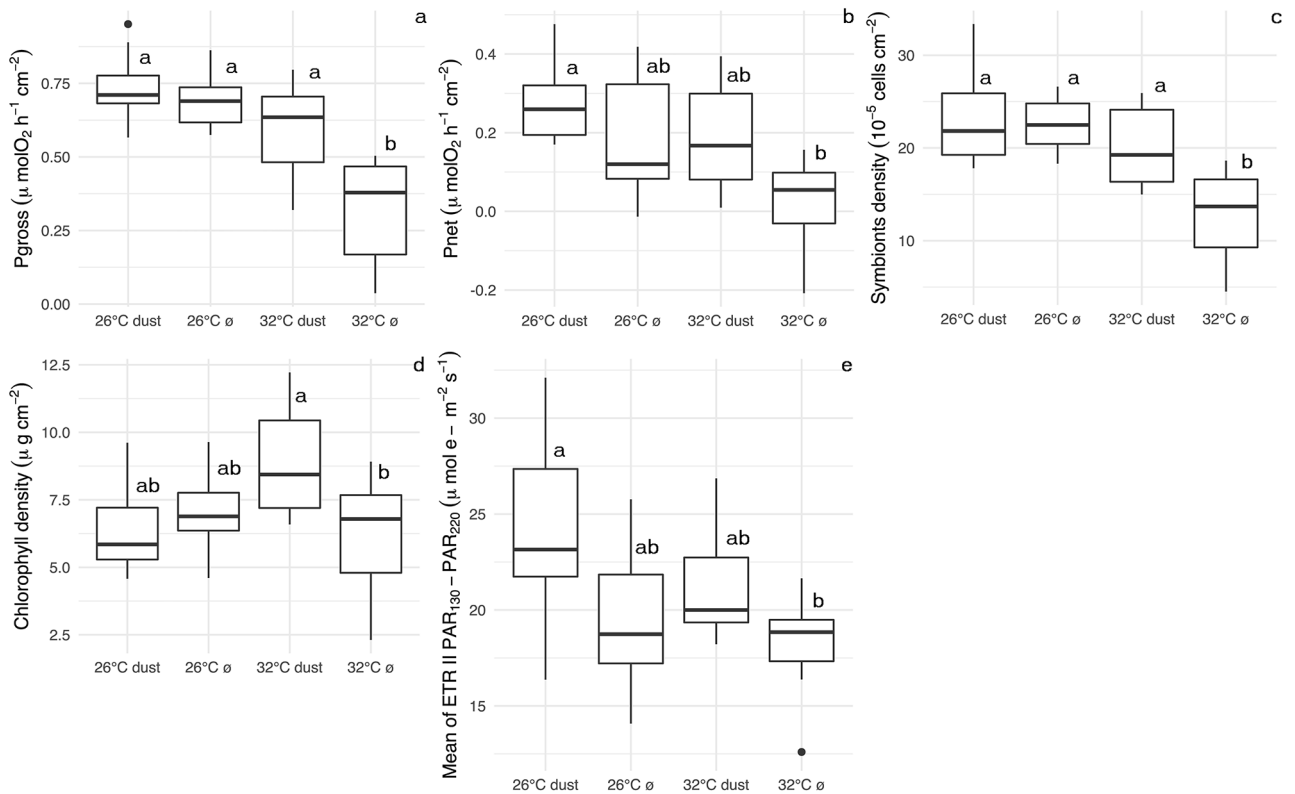 a
Pgross (μ molO₂ h⁻¹ cm⁻²)
0.75
0.50
0.25
0.00
a
a
a
b
26°C dust
26°C ø
32°C dust
32°C ø
b
Pnet (μ molO₂ h⁻¹ cm⁻²)
0.4
0.2
0.0
-0.2
a
ab
ab
b
26°C dust
26°C ø
32°C dust
32°C ø
c
Symbionts density (10⁻⁵ cells cm⁻²)
30
20
10
a
a
a
b
26°C dust
26°C ø
32°C dust
32°C ø
d
Chlorophyll density (μ g cm⁻²)
12.5
10.0
7.5
5.0
2.5
ab
ab
a
b
26°C dust
26°C ø
32°C dust
32°C ø
e
Mean of ETR II PAR₁₃₀ − PAR₂₂₀ (μ mol e − m⁻² s⁻¹)
30
25
20
15
a
ab
ab
b
26°C dust
26°C ø
32°C dust
32°C ø